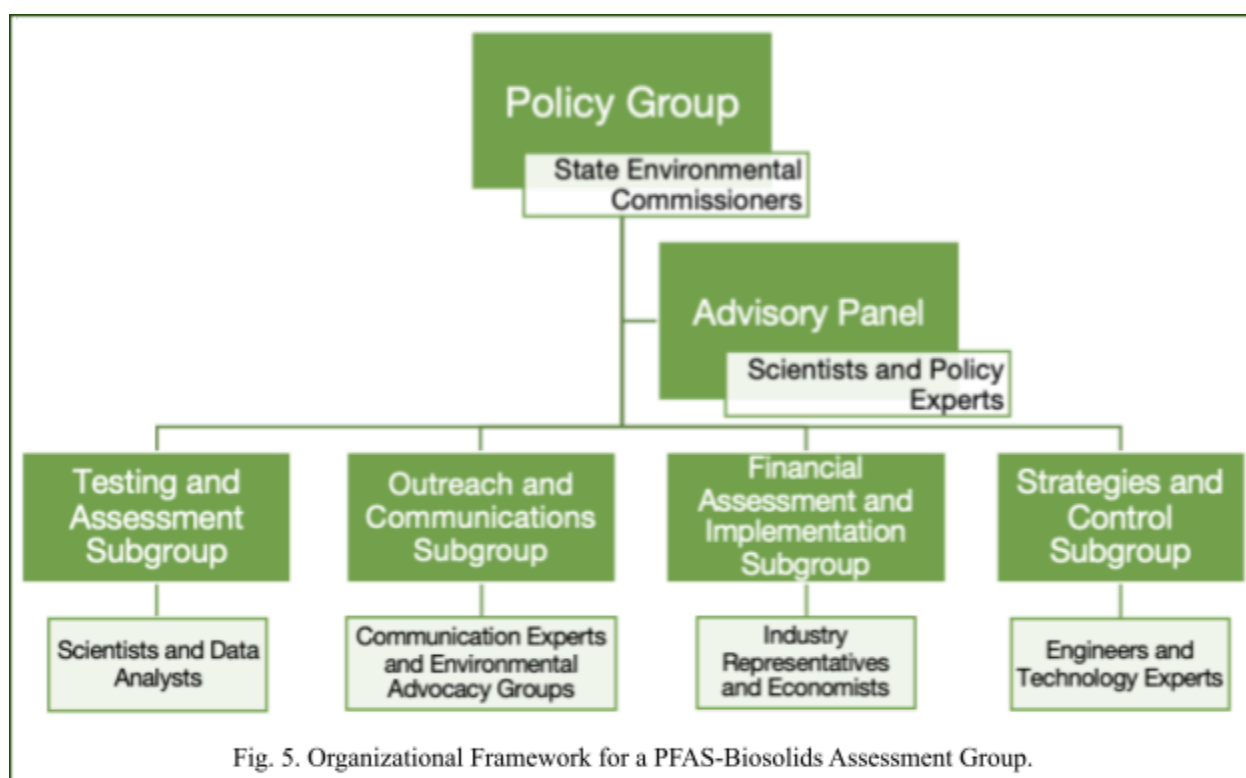 Policy Group
State Environmental
Commissioners
Advisory Panel
Scientists and Policy
Experts
Testing and
Assessment
Subgroup
Outreach and
Communications
Subgroup
Financial
Assessment and
Implementation
Subgroup
Strategies and
Control
Subgroup
Scientists and Data
Analysts
Communication Experts
and Environmental
Advocacy Groups
Industry
Representatives
and Economists
Engineers and
Technology Experts
Fig. 5. Organizational Framework for a PFAS-Biosolids Assessment Group.